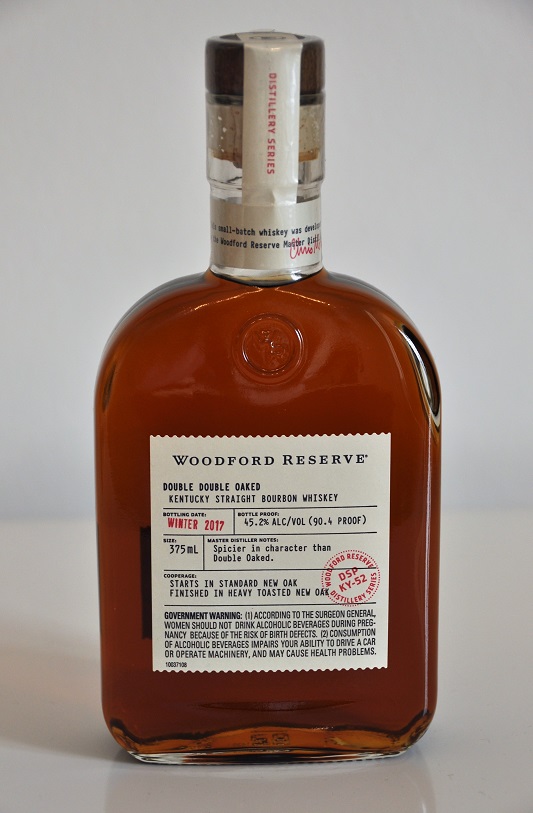 DISTILLERY SERIES
small-batch whiskey was
the Woodford Reserve Master
WOODFORD RESERVE®
DOUBLE DOUBLE OAKED
KENTUCKY STRAIGHT BOURBON WHISKEY
BOTTLING DATE:
WINTER 2017
BOTTLE PROOF:
45.2% ALC/VOL (90.4 PROOF)
SIZE:
375mL
MASTER DISTILLER NOTES:
Spicier in character than
Double Oaked.
COOPERAGE:
STARTS IN STANDARD NEW OAK
FINISHED IN HEAVY TOASTED NEW OAK
WOODFORD RESERVE
DSP
KY-52
DISTILLERY SERIES
GOVERNMENT WARNING: (1) ACCORDING TO THE SURGEON GENERAL,
WOMEN SHOULD NOT DRINK ALCOHOLIC BEVERAGES DURING PREG-
NANCY BECAUSE OF THE RISK OF BIRTH DEFECTS. (2) CONSUMPTION
OF ALCOHOLIC BEVERAGES IMPAIRS YOUR ABILITY TO DRIVE A CAR
OR OPERATE MACHINERY, AND MAY CAUSE HEALTH PROBLEMS.
10037108